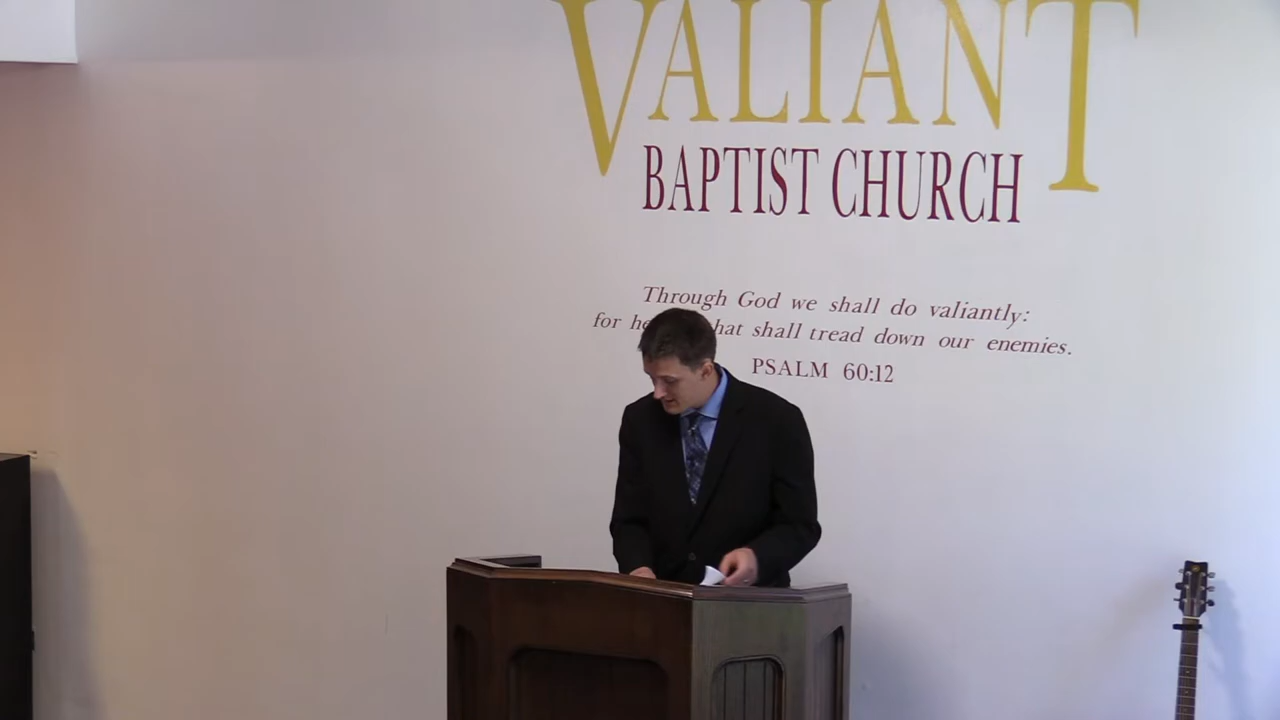 VALIANT
BAPTIST CHURCH
Through God we shall do valiantly:
for he that shall tread down our enemies.
PSALM 60:12